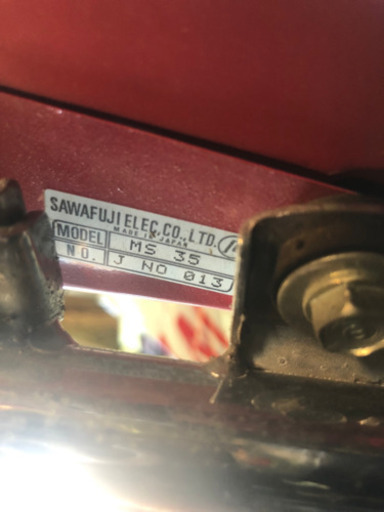 SAWAFUJI ELEC. CO., LTD.
MADE IN JAPAN
MODEL MS 35
NO. J NO 013